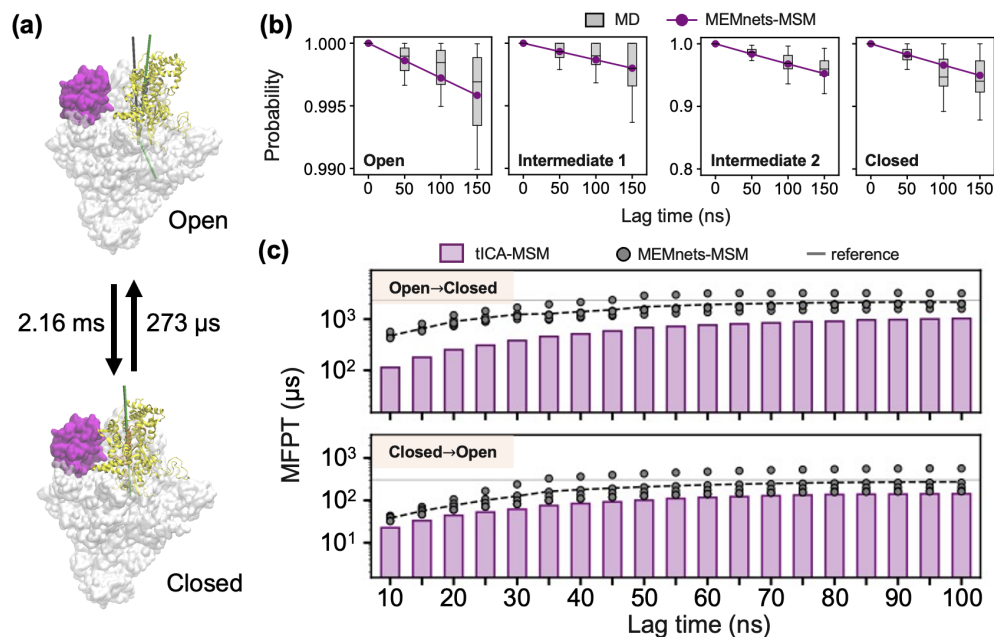 (a)
Open
2.16 ms
273 µs
Closed
(b)
MD
MEMnets-MSM
Probability
1.000
0.995
0.990
Open
Intermediate 1
1.0
0.9
0.8
Intermediate 2
Closed
0 50 100 150
0 50 100 150
0 50 100 150
0 50 100 150
Lag time (ns)
(c)
tICA-MSM
MEMnets-MSM
reference
MFPT (µs)
Open→Closed
10³
10²
Closed→Open
10³
10²
10¹
10 20 30 40 50 60 70 80 90 100
Lag time (ns)